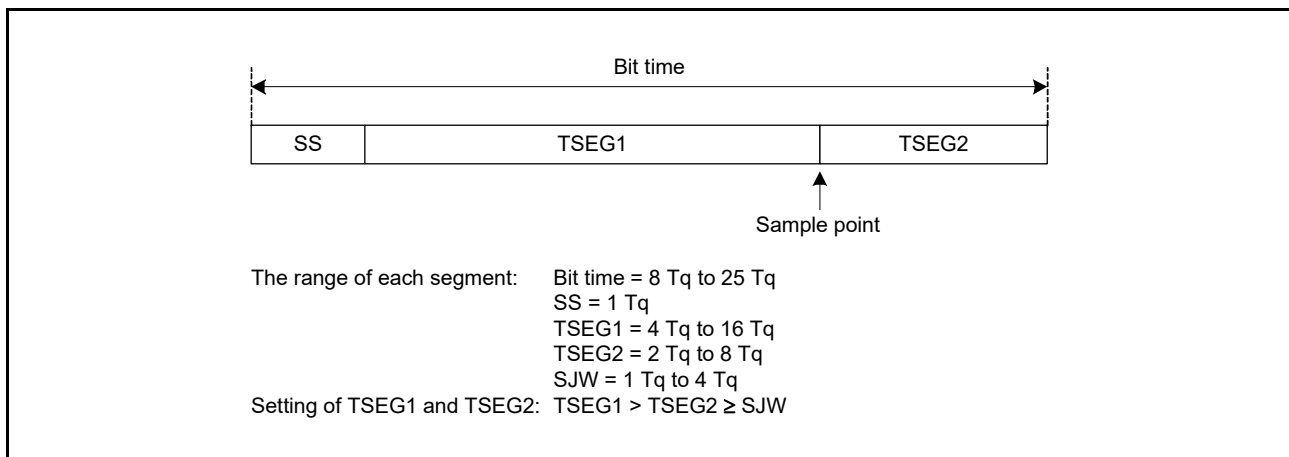 Bit time
SS TSEG1 TSEG2
Sample point
The range of each segment: Bit time = 8 Tq to 25 Tq
SS = 1 Tq
TSEG1 = 4 Tq to 16 Tq
TSEG2 = 2 Tq to 8 Tq
SJW = 1 Tq to 4 Tq
Setting of TSEG1 and TSEG2: TSEG1 > TSEG2 ≥ SJW